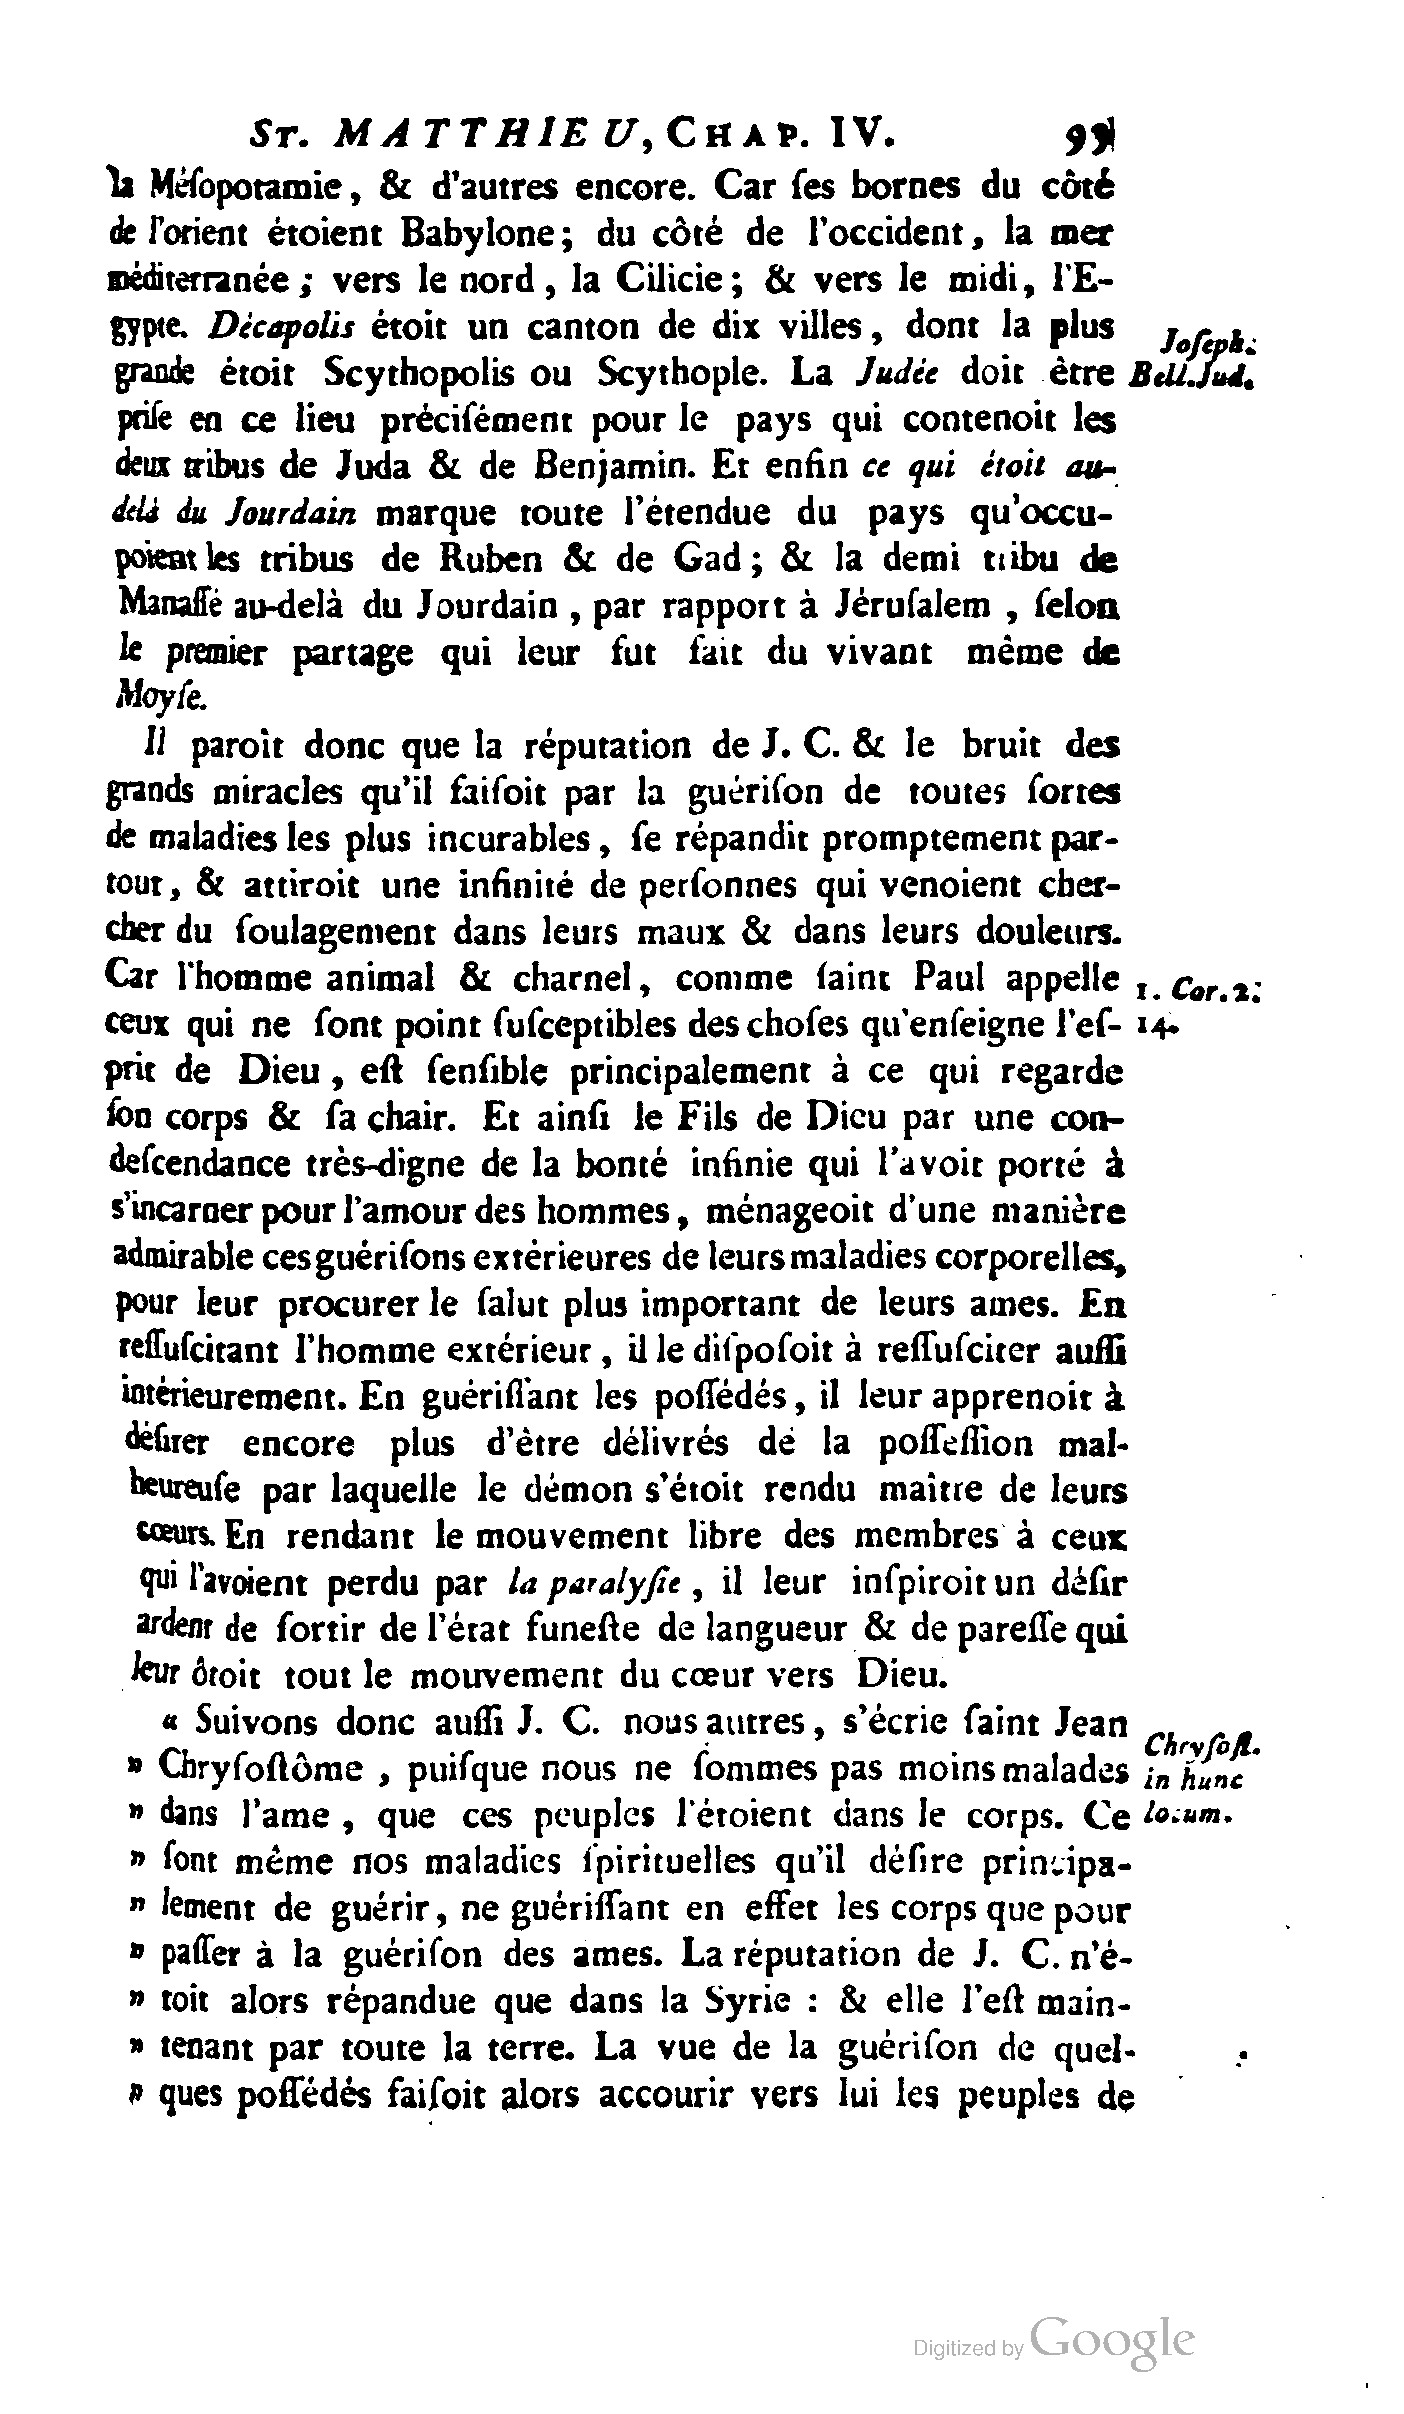 ST. MATTHIEU, CHAP. IV.
la Méſopotamie, & d'autres encore. Car ſes bornes du côté
de l'orient étoient Babylone; du côté de l'occident, la mer
méditerranée; vers le nord, la Cilicie; & vers le midi, l'E-
gypte. Décapolis étoit un canton de dix villes, dont la plus
Joſeph.
grande étoit Scythopolis ou Scythople. La Judée doit être
Bell. Jud.
priſe en ce lieu préciſément pour le pays qui contenoit les
deux tribus de Juda & de Benjamin. Et enfin ce qui étoit au-
delà du Jourdain marque toute l'étendue du pays qu'occu-
poient les tribus de Ruben & de Gad; & la demi tribu de
Manaſſé au-delà du Jourdain, par rapport à Jéruſalem, ſelon
le premier partage qui leur fut fait du vivant même de
Moyſe.
Il paroît donc que la réputation de J. C. & le bruit des
grands miracles qu'il faiſoit par la guériſon de toutes ſortes
de maladies les plus incurables, ſe répandit promptement par-
tout, & attiroit une infinité de perſonnes qui venoient cher-
cher du ſoulagement dans leurs maux & dans leurs douleurs.
Car l'homme animal & charnel, comme ſaint Paul appelle
1. Cor. 2.
ceux qui ne ſont point ſuſceptibles des choſes qu'enſeigne l'eſ-
14.
prit de Dieu, eſt ſenſible principalement à ce qui regarde
ſon corps & ſa chair. Et ainſi le Fils de Dieu par une con-
deſcendance très-digne de la bonté infinie qui l'avoit porté à
s'incarner pour l'amour des hommes, ménageoit d'une manière
admirable ces guériſons extérieures de leurs maladies corporelles,
pour leur procurer le ſalut plus important de leurs ames. En
reſſuſcitant l'homme extérieur, il le diſpoſoit à reſſuſciter auſſi
intérieurement. En guériſſant les poſſédés, il leur apprenoit à
déſirer encore plus d'être délivrés dé la poſſeſſion mal-
heureuſe par laquelle le démon s'étoit rendu maître de leurs
cœurs. En rendant le mouvement libre des membres à ceux
qui l'avoient perdu par la paralyſie, il leur inſpiroit un déſir
ardent de ſortir de l'état funeſte de langueur & de pareſſe qui
leur ôtoit tout le mouvement du cœur vers Dieu.
« Suivons donc auſſi J. C. nous autres, s'écrie ſaint Jean
Chryſoſt.
» Chryſoſtôme, puiſque nous ne ſommes pas moins malades
in hunc
» dans l'ame, que ces peuples l'étoient dans le corps. Ce
locum.
» ſont même nos maladies ſpirituelles qu'il déſire principa-
» lement de guérir, ne guériſſant en effet les corps que pour
» paſſer à la guériſon des ames. La réputation de J. C. n'é-
» toit alors répandue que dans la Syrie : & elle l'eſt main-
» tenant par toute la terre. La vue de la guériſon de quel-
» ques poſſédés faiſoit alors accourir vers lui les peuples de
Digitized by Google